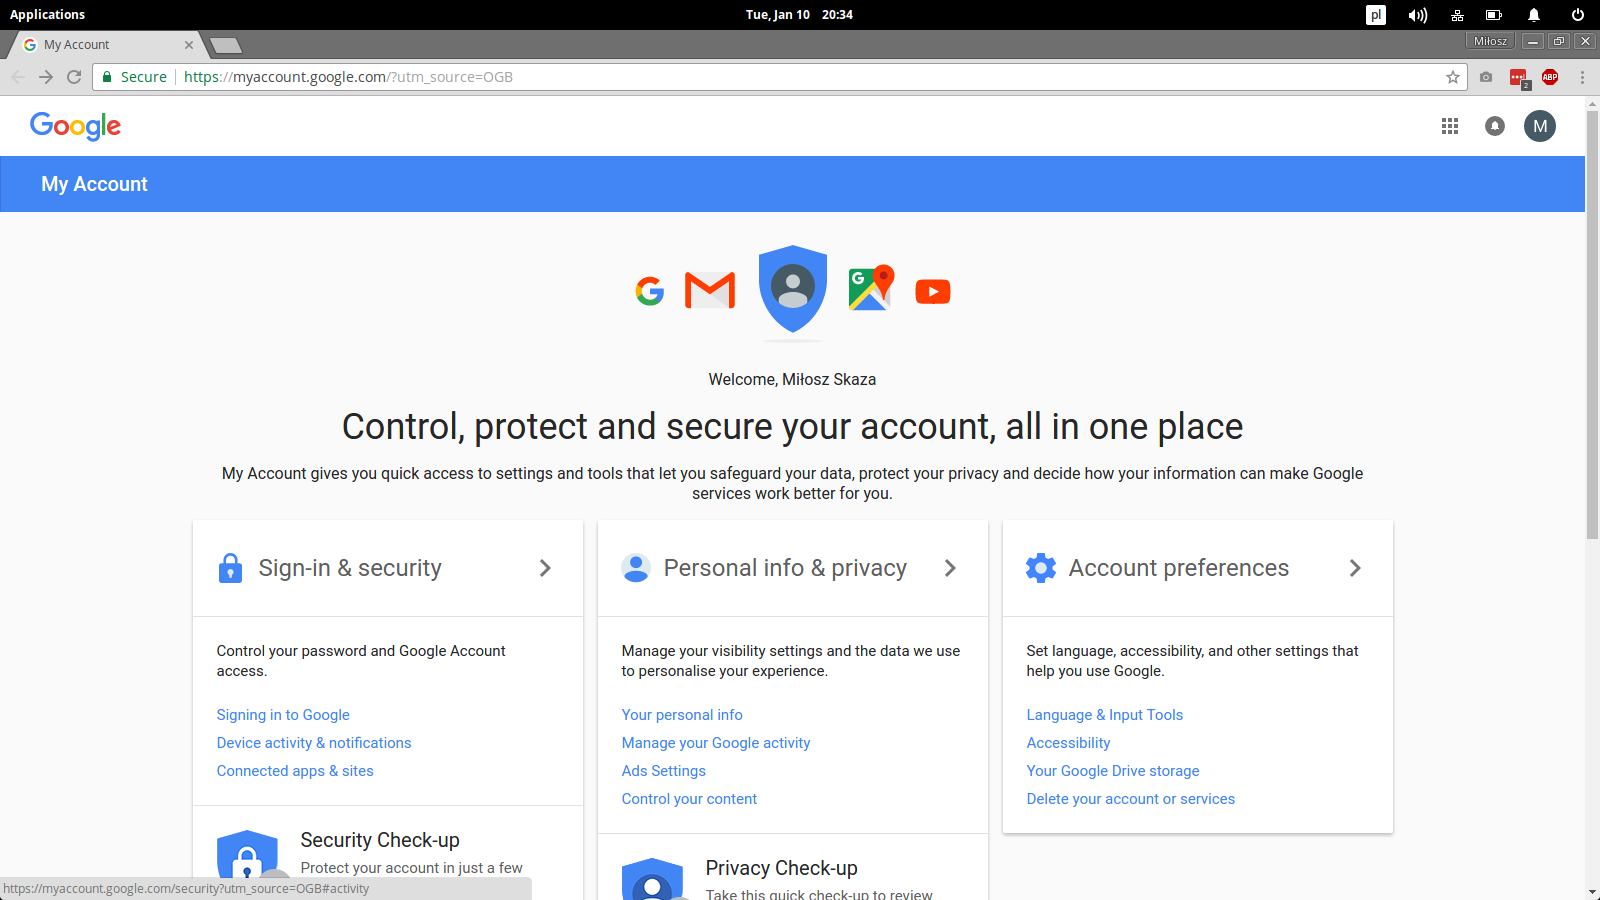 Applications
Tue, Jan 10 20:34
pl
My Account
Miłosz
Secure
https://myaccount.google.com/?utm_source=OGB
2
ABP
Google
M
My Account
G
Welcome, Miłosz Skaza
Control, protect and secure your account, all in one place
My Account gives you quick access to settings and tools that let you safeguard your data, protect your privacy and decide how your information can make Google
services work better for you.
Sign-in & security
Control your password and Google Account
access.
Signing in to Google
Device activity & notifications
Connected apps & sites
Security Check-up
Protect your account in just a few
Personal info & privacy
Manage your visibility settings and the data we use
to personalise your experience.
Your personal info
Manage your Google activity
Ads Settings
Control your content
Privacy Check-up
Take this quick check-up to review
Account preferences
Set language, accessibility, and other settings that
help you use Google.
Language & Input Tools
Accessibility
Your Google Drive storage
Delete your account or services
https://myaccount.google.com/security?utm_source=OGB#activity